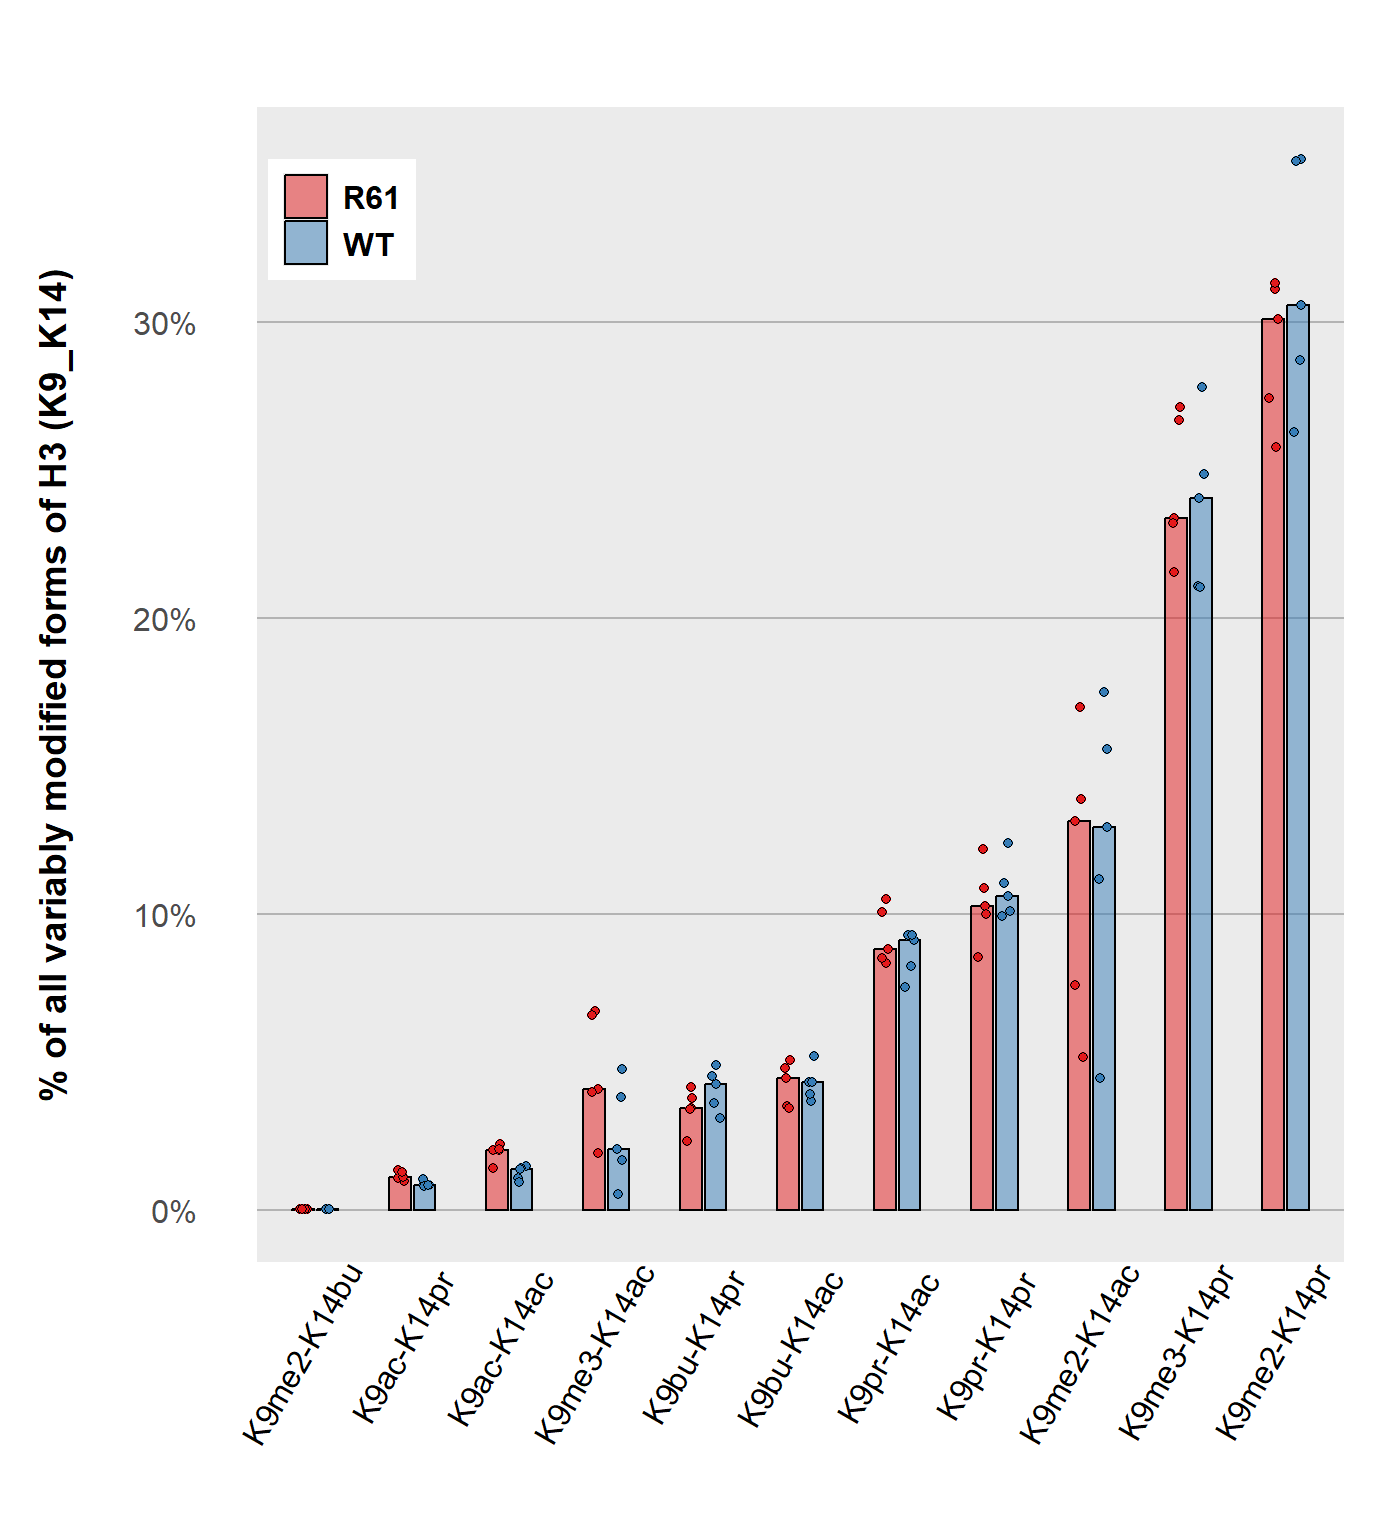 % of all variably modified forms of H3 (K9_K14)
R61
WT
30%
20%
10%
0%
K9me2-K14bu
K9ac-K14pr
K9ac-K14ac
K9me3-K14ac
K9bu-K14pr
K9bu-K14ac
K9pr-K14ac
K9pr-K14pr
K9me2-K14ac
K9me3-K14pr
K9me2-K14pr